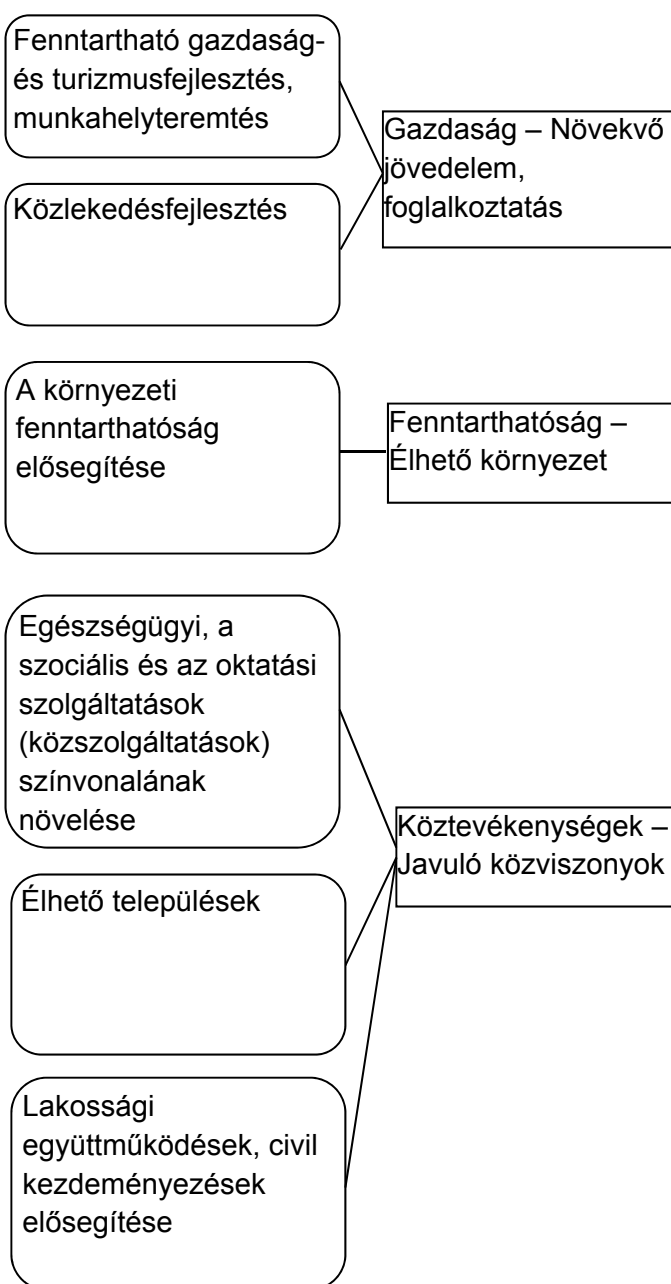 Fenntartható gazdaság-
és turizmusfejlesztés,
munkahelyteremtés
Gazdaság – Növekvő
jövedelem,
foglalkoztatás
Közlekedésfejlesztés
A környezeti
fenntarthatóság
elősegítése
Fenntarthatóság –
Élhető környezet
Egészségügyi, a
szociális és az oktatási
szolgáltatások
(közszolgáltatások)
színvonalának
növelése
Köztevékenységek –
Javuló közviszonyok
Élhető települések
Lakossági
együttműködések, civil
kezdeményezések
elősegítése